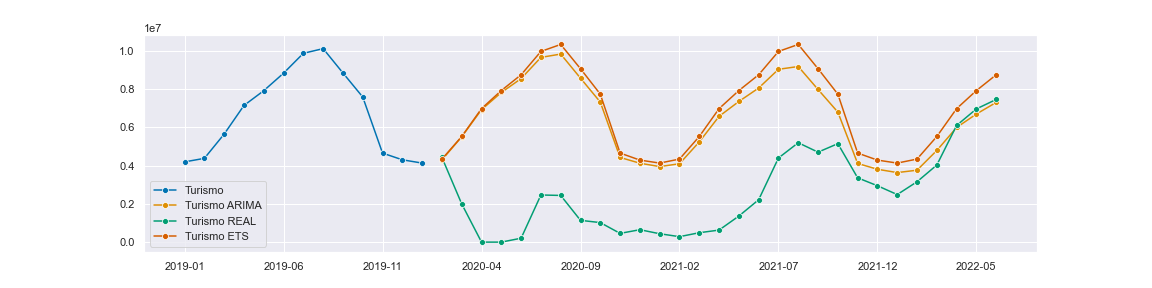 1e7
1.0
0.8
0.6
0.4
0.2
0.0
Turismo
Turismo ARIMA
Turismo REAL
Turismo ETS
2019-01 2019-06 2019-11 2020-04 2020-09 2021-02 2021-07 2021-12 2022-05